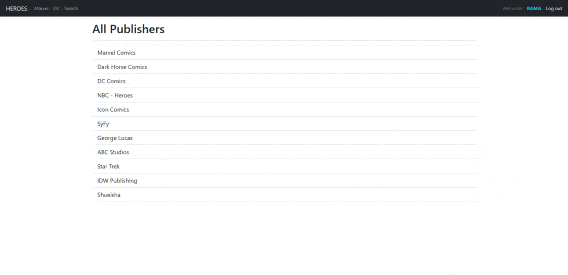 HEROES Marvel DC Search Welcome RAMA Log out
All Publishers
Marvel Comics
Dark Horse Comics
DC Comics
NBC - Heroes
Icon Comics
SyFy
George Lucas
ABC Studios
Star Trek
IDW Publishing
Shueisha